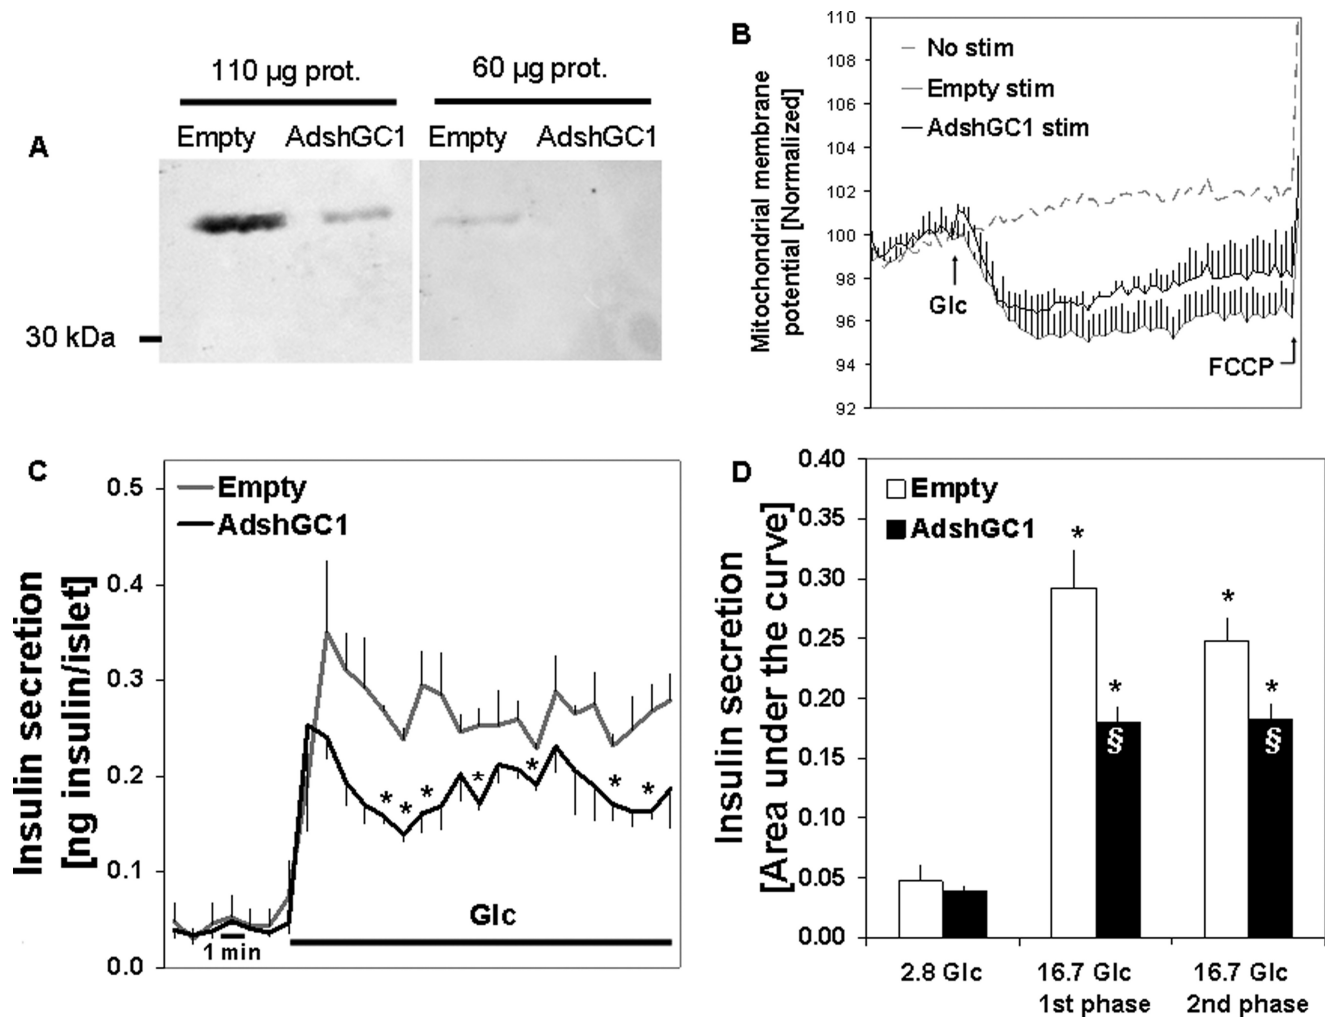 A
110 µg prot.
60 µg prot.
Empty AdshGC1
Empty AdshGC1
30 kDa
B
Mitochondrial membrane
potential [Normalized]
110
108
106
104
102
100
98
96
94
92
No stim
Empty stim
AdshGC1 stim
Glc
FCCP
C
Insulin secretion
[ng insulin/islet]
0.5
0.4
0.3
0.2
0.1
0.0
Empty
AdshGC1
* * * * * * *
1 min
Glc
D
Insulin secretion
[Area under the curve]
0.40
0.35
0.30
0.25
0.20
0.15
0.10
0.05
0.00
Empty
AdshGC1
* * * *
§ §
2.8 Glc
16.7 Glc
1st phase
16.7 Glc
2nd phase